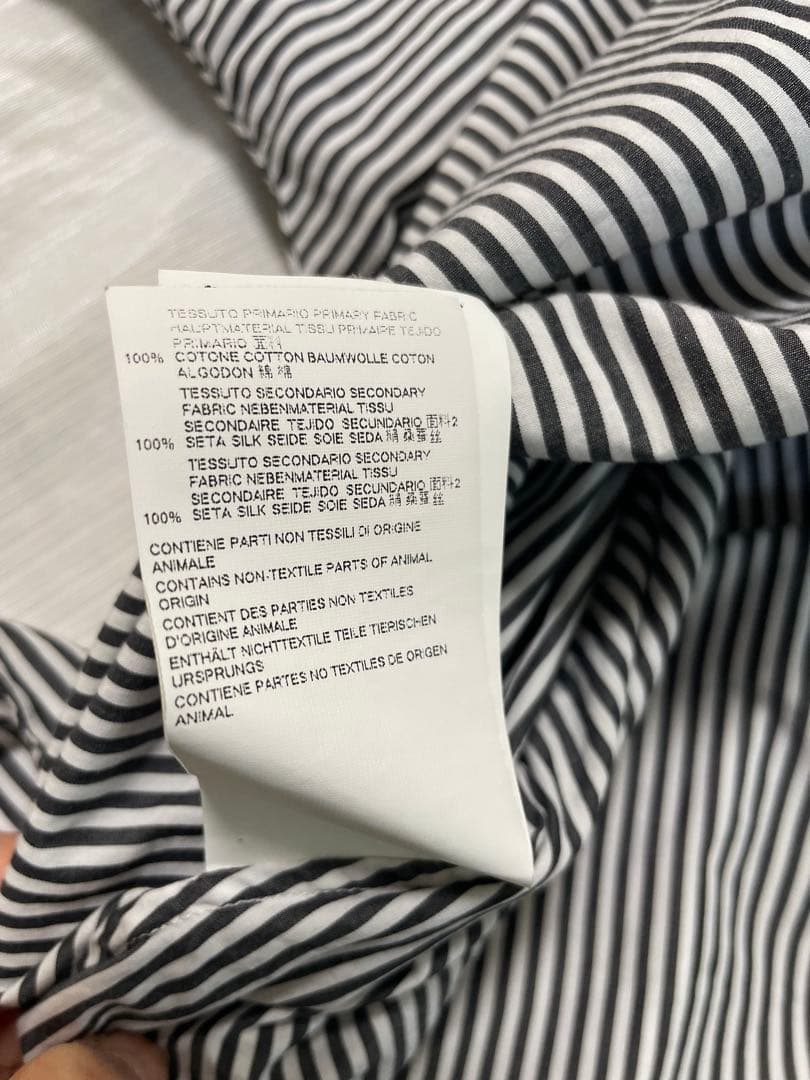 TESSUTO PRIMARIO PRIMARY FABRIC
HAUPTMATERIAL TISSU PRIMAIRE TEJIDO
PRIMARIO 面料
100% COTONE COTTON BAUMWOLLE COTON
ALGODON 綿 棉
TESSUTO SECONDARIO SECONDARY
FABRIC NEBENMATERIAL TISSU
SECONDAIRE TEJIDO SECUNDARIO 面料2
100% SETA SILK SEIDE SOIE SEDA 絹 桑蚕丝
TESSUTO SECONDARIO SECONDARY
FABRIC NEBENMATERIAL TISSU
SECONDAIRE TEJIDO SECUNDARIO 面料2
100% SETA SILK SEIDE SOIE SEDA 絹 桑蚕丝
CONTIENE PARTI NON TESSILI DI ORIGINE
ANIMALE
CONTAINS NON-TEXTILE PARTS OF ANIMAL
ORIGIN
CONTIENT DES PARTIES NON TEXTILES
D'ORIGINE ANIMALE
ENTHÄLT NICHTTEXTILE TEILE TIERISCHEN
URSPRUNGS
CONTIENE PARTES NO TEXTILES DE ORIGEN
ANIMAL